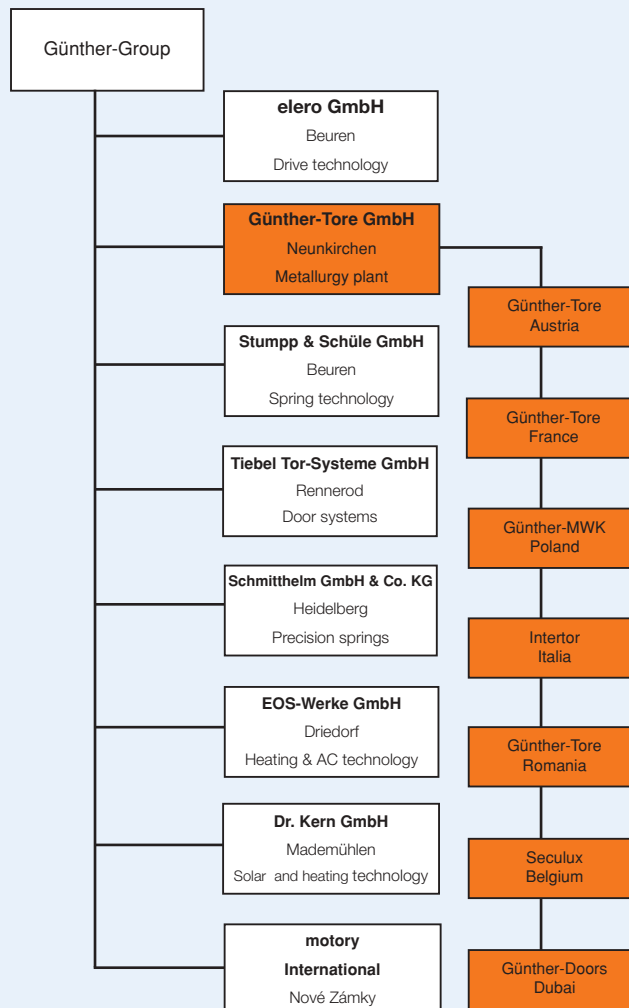 Günther-Group
elero GmbH
Beuren
Drive technology
Günther-Tore GmbH
Neunkirchen
Metallurgy plant
Stumpp & Schüle GmbH
Beuren
Spring technology
Tiebel Tor-Systeme GmbH
Rennerod
Door systems
Schmitthelm GmbH & Co. KG
Heidelberg
Precision springs
EOS-Werke GmbH
Driedorf
Heating & AC technology
Dr. Kern GmbH
Mademühlen
Solar and heating technology
motory
International
Nové Zámky
Günther-Tore
Austria
Günther-Tore
France
Günther-MWK
Poland
Intertor
Italia
Günther-Tore
Romania
Seculux
Belgium
Günther-Doors
Dubai